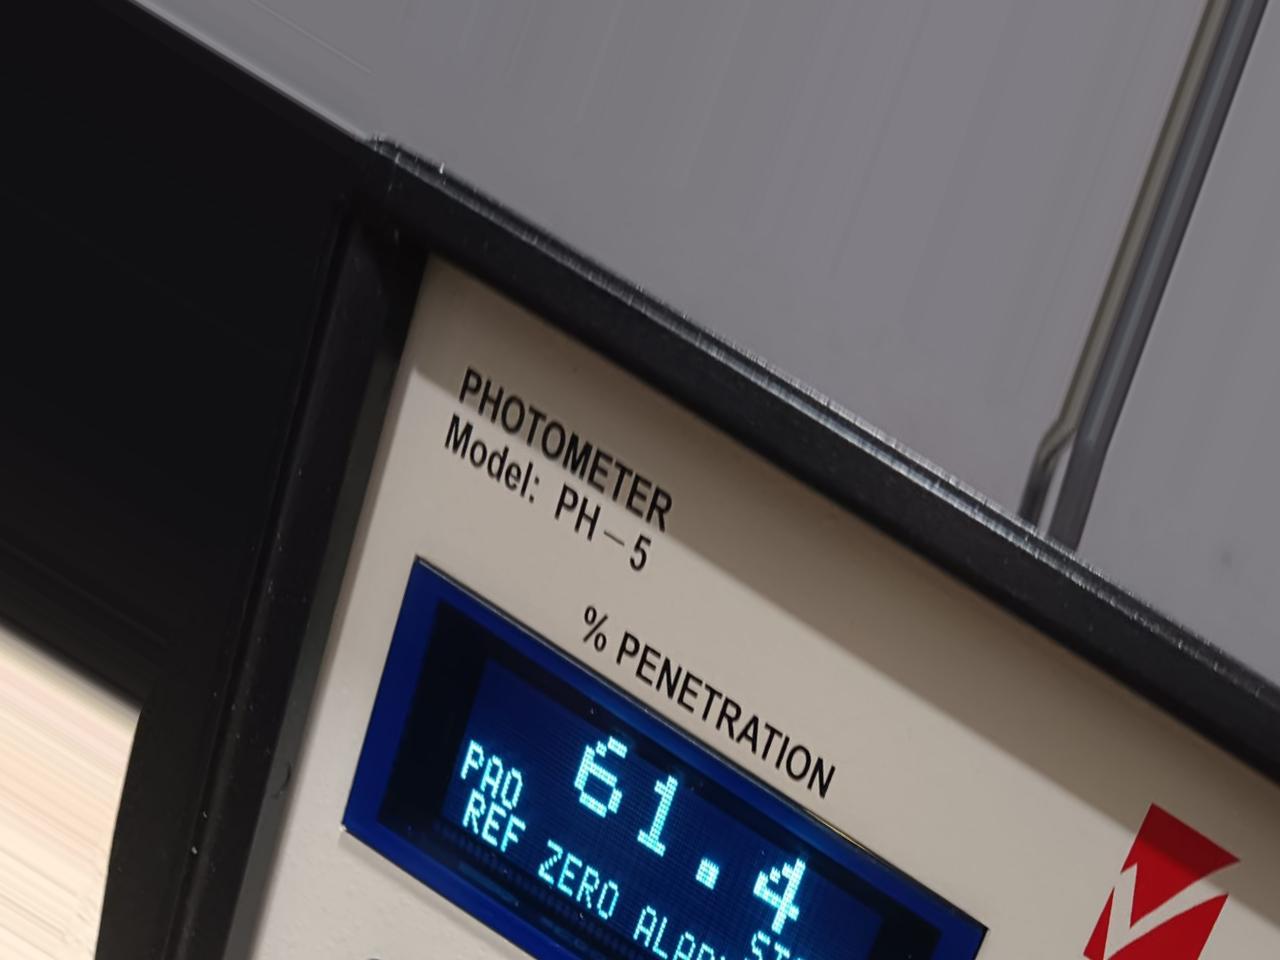 PHOTOMETER
Model: PH-5
% PENETRATION
61.4
PAO
REF ZERO